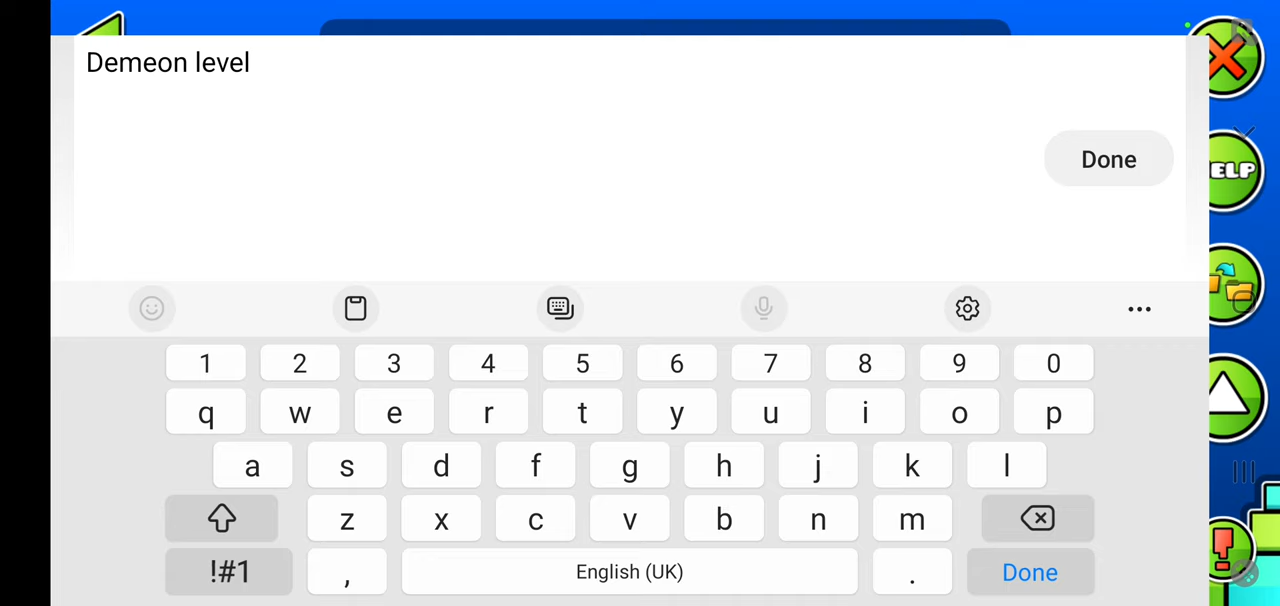 Demeon level
Done
ELP
1 2 3 4 5 6 7 8 9 0
q w e r t y u i o p
a s d f g h j k l
z x c v b n m
!#1 , English (UK) . Done